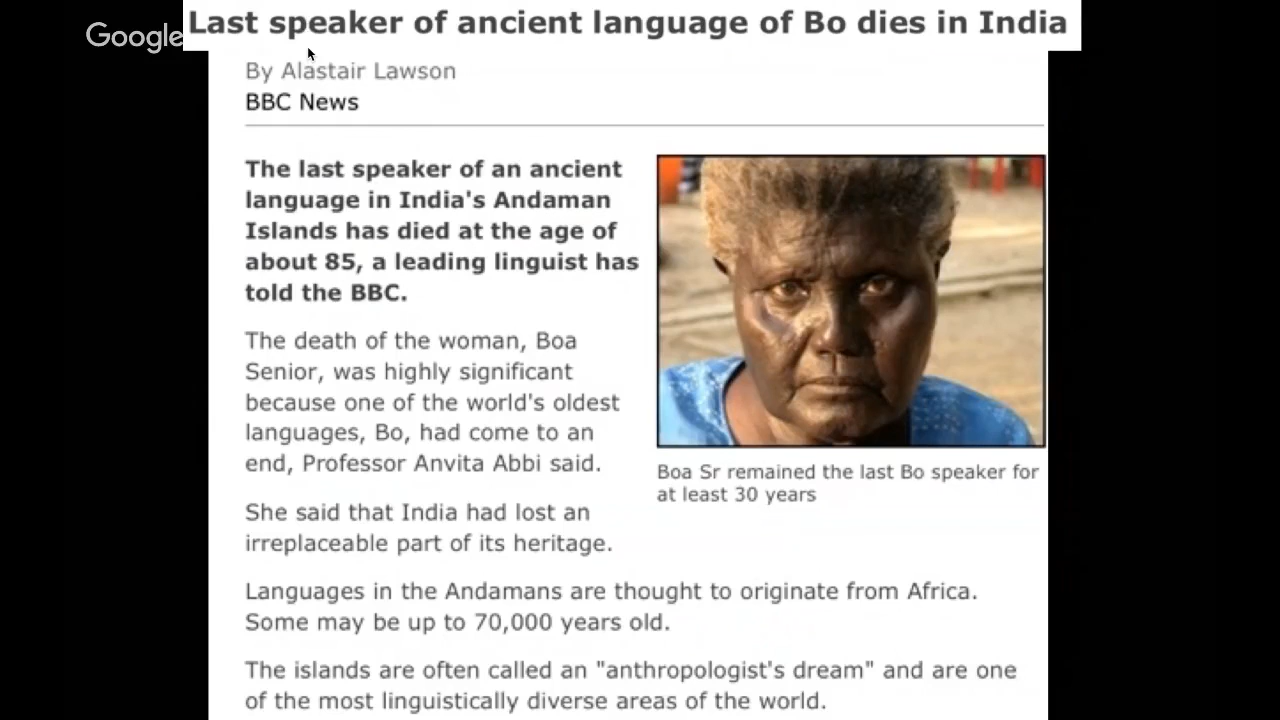 Google
Last speaker of ancient language of Bo dies in India
By Alastair Lawson
BBC News
The last speaker of an ancient
language in India's Andaman
Islands has died at the age of
about 85, a leading linguist has
told the BBC.
The death of the woman, Boa
Senior, was highly significant
because one of the world's oldest
languages, Bo, had come to an
end, Professor Anvita Abbi said.
Boa Sr remained the last Bo speaker for
at least 30 years
She said that India had lost an
irreplaceable part of its heritage.
Languages in the Andamans are thought to originate from Africa.
Some may be up to 70,000 years old.
The islands are often called an "anthropologist's dream" and are one
of the most linguistically diverse areas of the world.